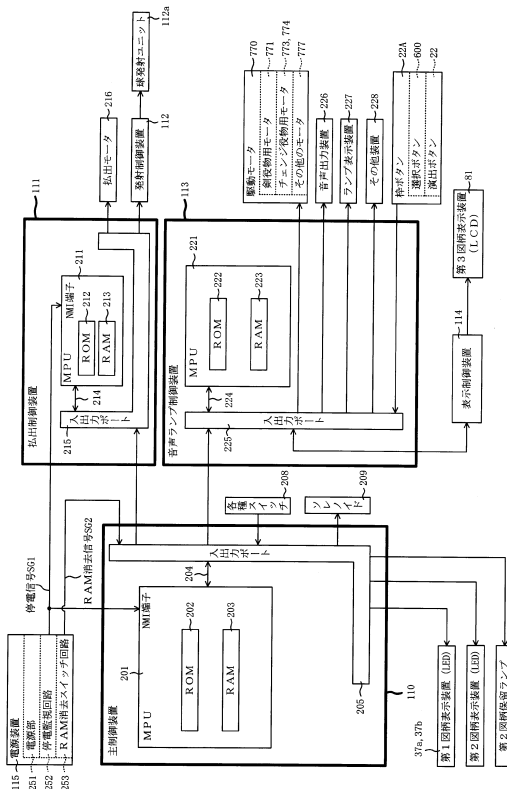 電源装置
115
電源部
251
停電監視回路
252
RAM消去スイッチ回路
253
停電信号SG1
RAM消去信号SG2
主制御装置
110
MPU
201
NMI端子
ROM
202
RAM
203
204
入出力ポート
205
各種スイッチ
208
ソレノイド
209
37a, 37b
第1図柄表示装置(LED)
第2図柄表示装置(LED)
第2図柄保留ランプ
払出制御装置
111
MPU
211
NMI端子
ROM
212
RAM
213
214
入出力ポート
215
払出モータ
216
発射制御装置
112
球発射ユニット
112a
音声ランプ制御装置
113
MPU
221
ROM
222
RAM
223
224
入出力ポート
225
駆動モータ
770
剣役物用モータ
771
チェンジ役物用モータ
773, 774
その他のモータ
777
音声出力装置
226
ランプ表示装置
227
その他装置
228
枠ボタン
22A
選択ボタン
600
演出ボタン
22
表示制御装置
114
第3図柄表示装置
(LCD)
81